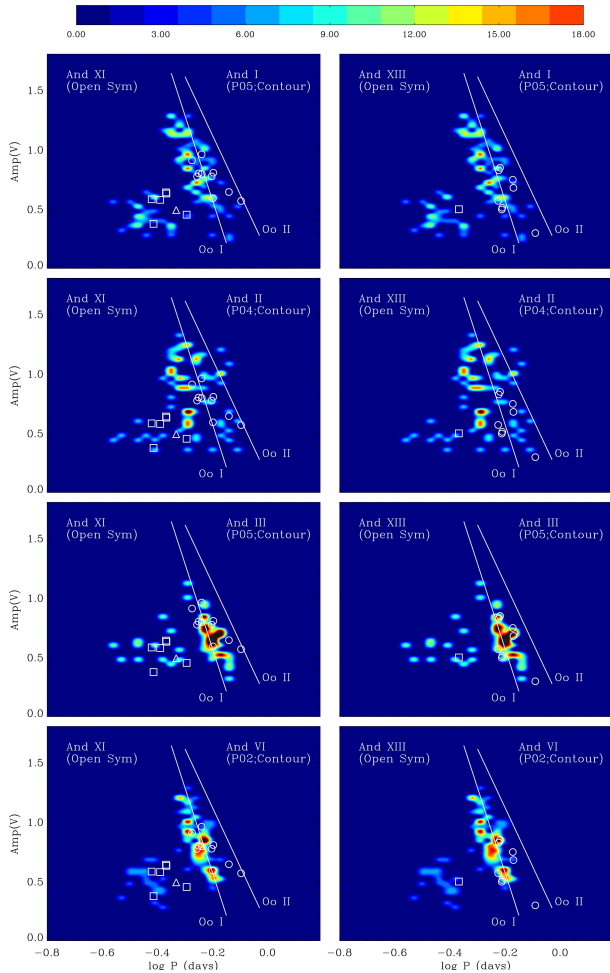 0.00 3.00 6.00 9.00 12.00 15.00 18.00
And XI And I
(Open Sym) (P05;Contour)
1.5
1.0
Amp(V)
0.5
0.0
Oo I
Oo II
And XIII And I
(Open Sym) (P05;Contour)
Oo I
Oo II
And XI And II
(Open Sym) (P04;Contour)
1.5
1.0
Amp(V)
0.5
0.0
Oo I
Oo II
And XIII And II
(Open Sym) (P04;Contour)
Oo I
Oo II
And XI And III
(Open Sym) (P05;Contour)
1.5
1.0
Amp(V)
0.5
0.0
Oo I
Oo II
And XIII And III
(Open Sym) (P05;Contour)
Oo I
Oo II
And XI And VI
(Open Sym) (P02;Contour)
1.5
1.0
Amp(V)
0.5
0.0
Oo I
Oo II
And XIII And VI
(Open Sym) (P02;Contour)
Oo I
Oo II
−0.8 −0.6 −0.4 −0.2 0.0
log P (days)
−0.8 −0.6 −0.4 −0.2 0.0
log P (days)